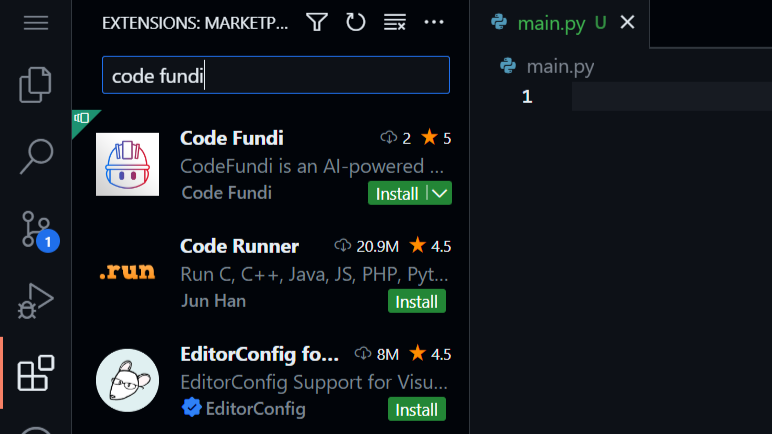 EXTENSIONS: MARKETP...
code fundi
Code Fundi 2 5
CodeFundi is an AI-powered ...
Code Fundi Install
.run
Code Runner 20.9M 4.5
Run C, C++, Java, JS, PHP, Pyt...
Jun Han Install
EditorConfig fo... 8M 4.5
EditorConfig Support for Visu...
EditorConfig Install
1
main.py U
main.py
1